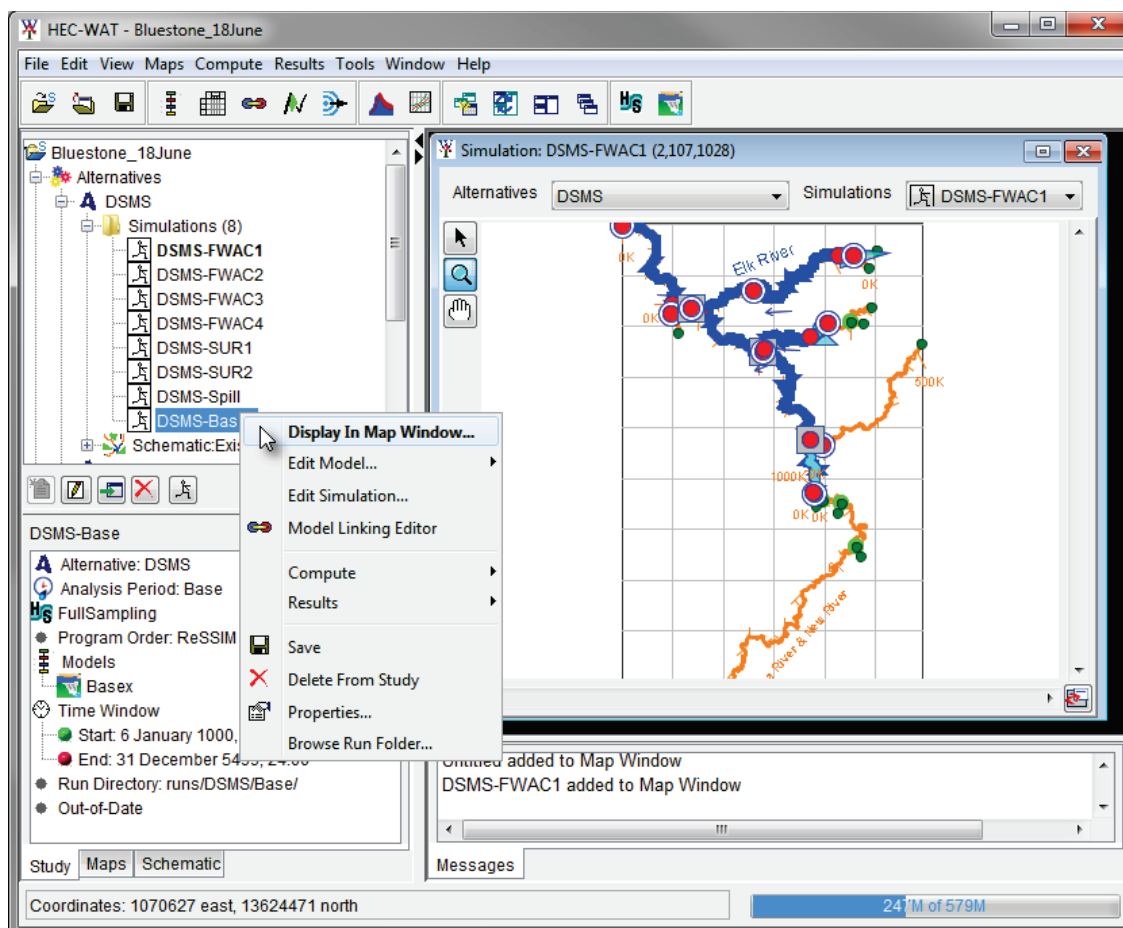 HEC-WAT - Bluestone_18June
File Edit View Maps Compute Results Tools Window Help
Bluestone_18June
Alternatives
DSMS
Simulations (8)
DSMS-FWAC1
DSMS-FWAC2
DSMS-FWAC3
DSMS-FWAC4
DSMS-SUR1
DSMS-SUR2
DSMS-Spill
DSMS-Bas
Schematic:Exis
Display In Map Window...
Edit Model...
Edit Simulation...
Model Linking Editor
Compute
Results
Save
Delete From Study
Properties...
Browse Run Folder...
DSMS-Base
Alternative: DSMS
Analysis Period: Base
FullSampling
Program Order: ReSSIM
Models
Basex
Time Window
Start: 6 January 1000,
End: 31 December
Run Directory: runs/DSMS/Base/
Out-of-Date
Study Maps Schematic
Simulation: DSMS-FWAC1 (2,107,1028)
Alternatives DSMS Simulations DSMS-FWAC1
Elk River
0K
0K
0K
500K
1000K
0K 0K
River & New River
Untitled added to Map Window
DSMS-FWAC1 added to Map Window
Messages
Coordinates: 1070627 east, 13624471 north
247M of 579M